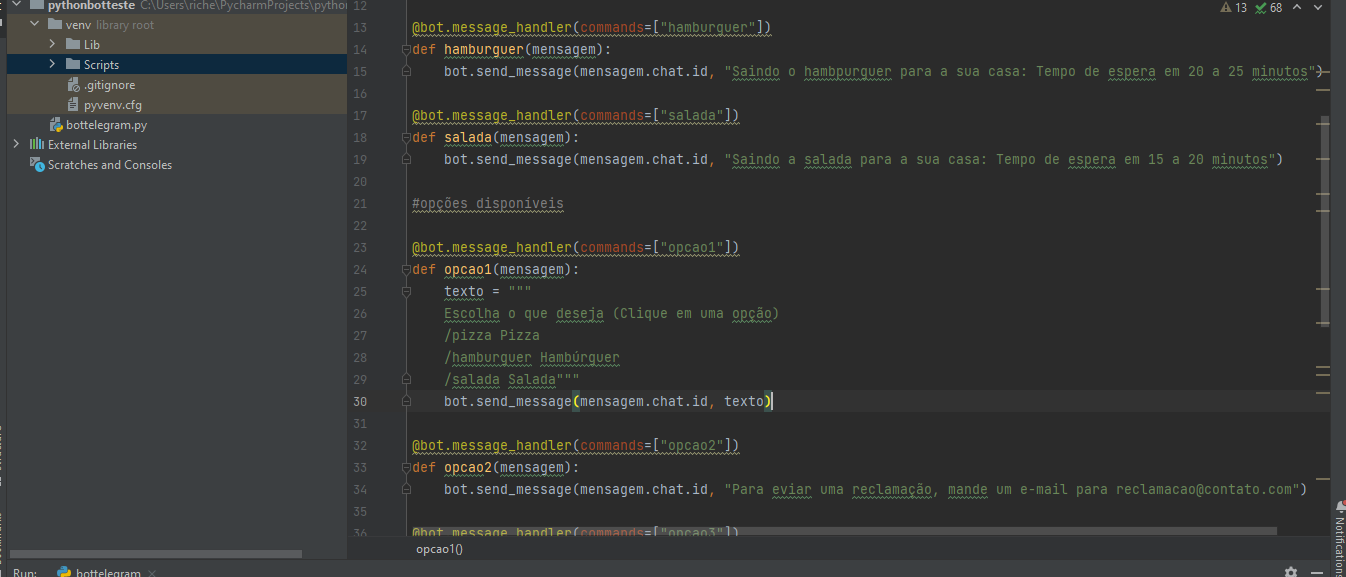 pythonbotteste C:\Users\riche\PycharmProjects\python
venv library root
Lib
Scripts
.gitignore
pyvenv.cfg
bottelegram.py
External Libraries
Scratches and Consoles
13 68
12
13 @bot.message_handler(commands=["hamburguer"])
14 def hamburguer(mensagem):
15 bot.send_message(mensagem.chat.id, "Saindo o hambpurguer para a sua casa: Tempo de espera em 20 a 25 minutos")
16
17 @bot.message_handler(commands=["salada"])
18 def salada(mensagem):
19 bot.send_message(mensagem.chat.id, "Saindo a salada para a sua casa: Tempo de espera em 15 a 20 minutos")
20
21 #opções disponiveis
22
23 @bot.message_handler(commands=["opcao1"])
24 def opcao1(mensagem):
25 texto = """
26 Escolha o que deseja (Clique em uma opção)
27 /pizza Pizza
28 /hamburguer Hambúrguer
29 /salada Salada"""
30 bot.send_message(mensagem.chat.id, texto)
31
32 @bot.message_handler(commands=["opcao2"])
33 def opcao2(mensagem):
34 bot.send_message(mensagem.chat.id, "Para eviar uma reclamação, mande um e-mail para reclamacao@contato.com")
35
36 @bot.message_handler(commands=["opcao3"])
opcao1()
Notifications
Run: bottelegram